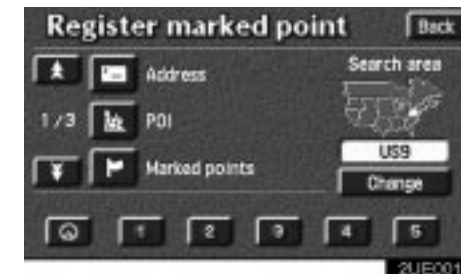 Register marked point Back
Address
Search area
1/3 POI
US9
Marked points
Change
1 2 3 4 5
2UE001